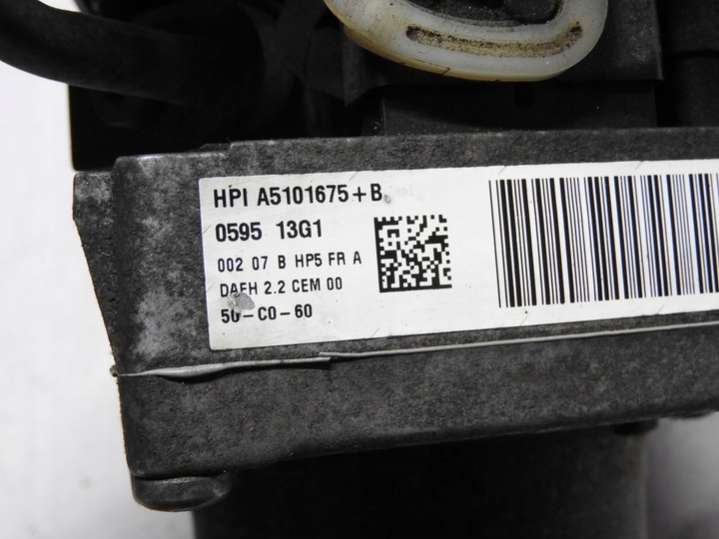 HPI A5101675+B
0595 13G1
002 07 B HP5 FR A
DAEH 2.2 CEM 00
50-C0-60